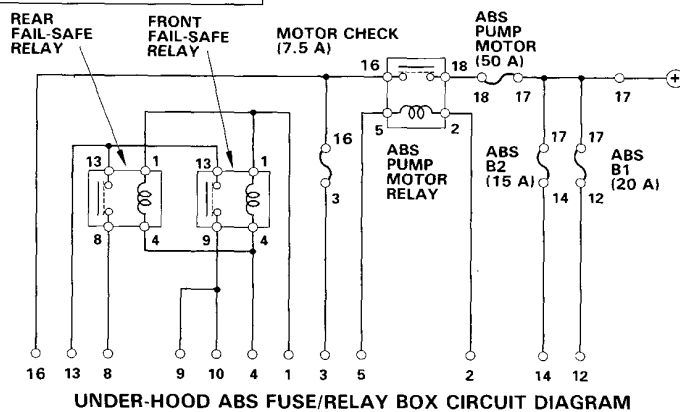 REAR
FAIL-SAFE
RELAY
FRONT
FAIL-SAFE
RELAY
MOTOR CHECK
(7.5 A)
ABS
PUMP
MOTOR
(50 A)
16
18
18
17
17
5
2
ABS
PUMP
MOTOR
RELAY
16
3
ABS
B2
(15 A)
17
14
17
12
ABS
B1
(20 A)
13
1
8
4
13
1
9
4
16
13
8
9
10
4
1
3
5
2
14
12
UNDER-HOOD ABS FUSE/RELAY BOX CIRCUIT DIAGRAM